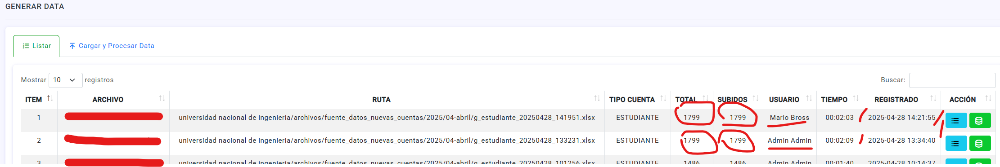 GENERAR DATA
Listar Cargar y Procesar Data
Mostrar 10 registros Buscar:
ITEM ARCHIVO RUTA TIPO CUENTA TOTAL SUBIDOS USUARIO TIEMPO REGISTRADO ACCIÓN
1 universidad nacional de ingenieria/archivos/fuente_datos_nuevas_cuentas/2025/04-abril/g_estudiante_20250428_141951.xlsx ESTUDIANTE 1799 1799 Mario Bross 00:02:03 2025-04-28 14:21:55
2 universidad nacional de ingenieria/archivos/fuente_datos_nuevas_cuentas/2025/04-abril/g_estudiante_20250428_133231.xlsx ESTUDIANTE 1799 1799 Admin Admin 00:02:09 2025-04-28 13:34:40
3 universidad nacional de ingenieria/archivos/fuente_datos_nuevas_cuentas/2025/04-abril/g_estudiante_20250428_101256.xlsx ESTUDIANTE 1486 1486 Admin Admin 00:01:40 2025-04-28 10:14:37